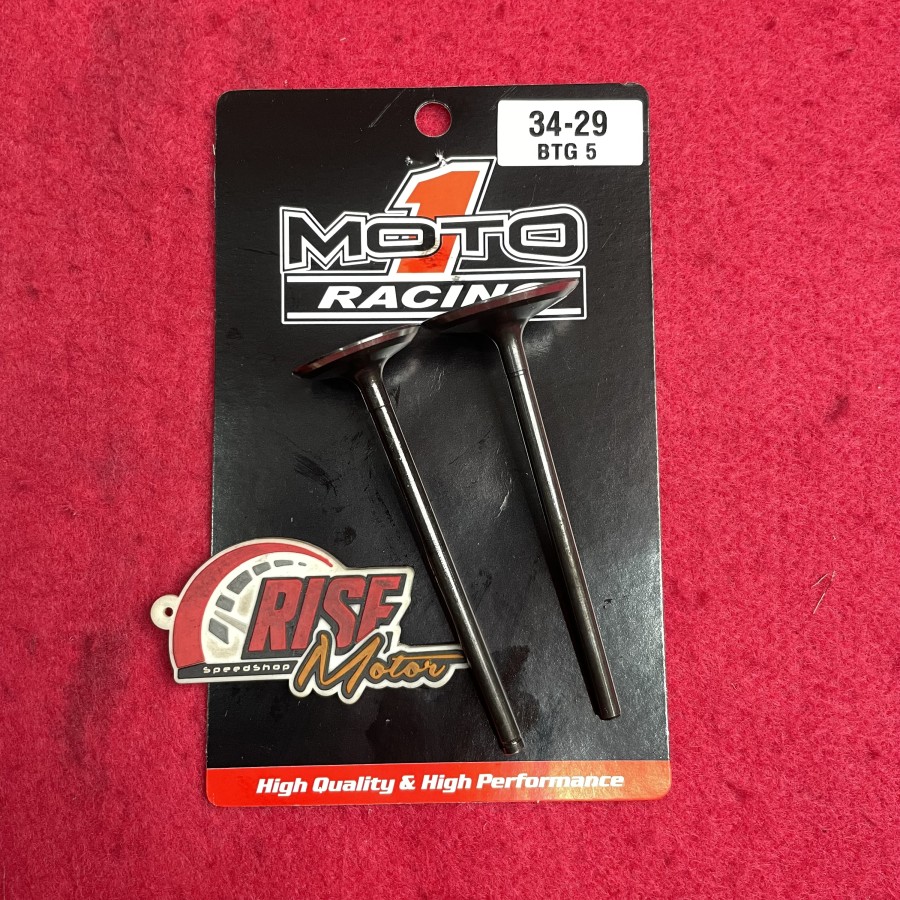 34-29
BTG 5
MOTO 1
RACING
RISE
SpeedShop
Motor
High Quality & High Performance